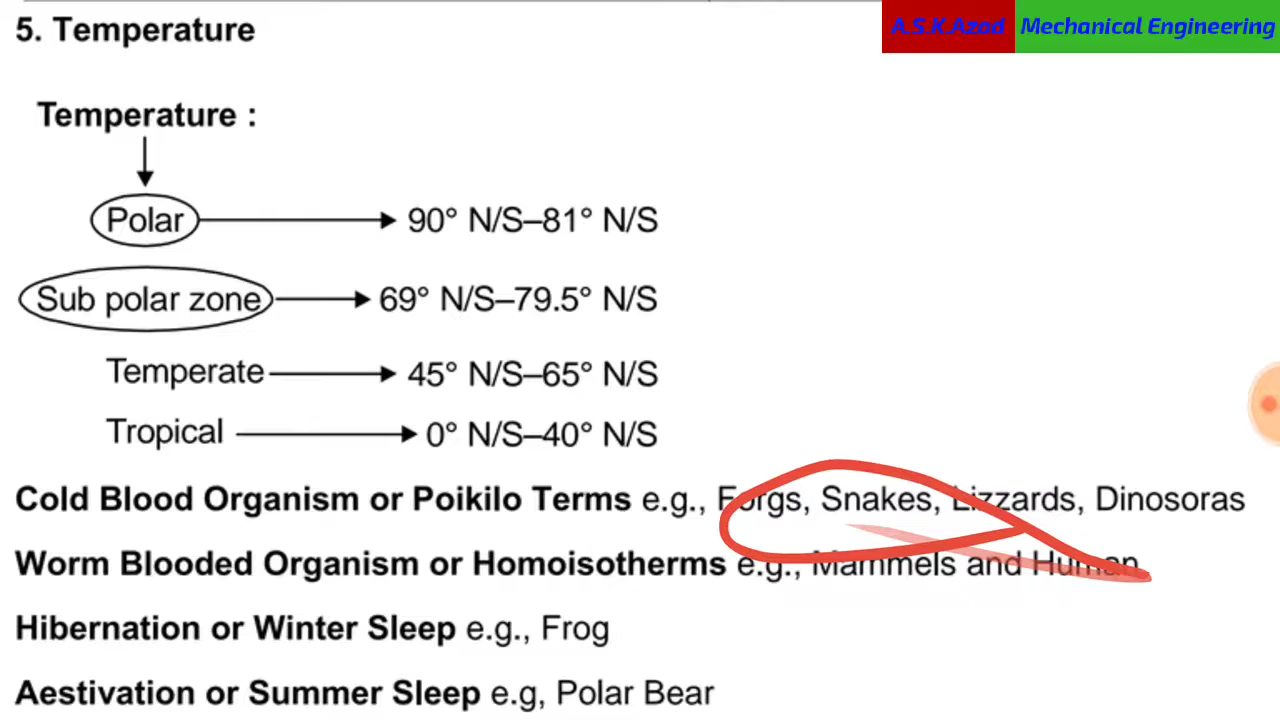 5. Temperature
A.S.K.Azad Mechanical Engineering
Temperature :
Polar 90° N/S–81° N/S
Sub polar zone 69° N/S–79.5° N/S
Temperate 45° N/S–65° N/S
Tropical 0° N/S–40° N/S
Cold Blood Organism or Poikilo Terms e.g., Forgs, Snakes, Lizzards, Dinosoras
Worm Blooded Organism or Homoisotherms e.g., Mammels and Human
Hibernation or Winter Sleep e.g., Frog
Aestivation or Summer Sleep e.g, Polar Bear